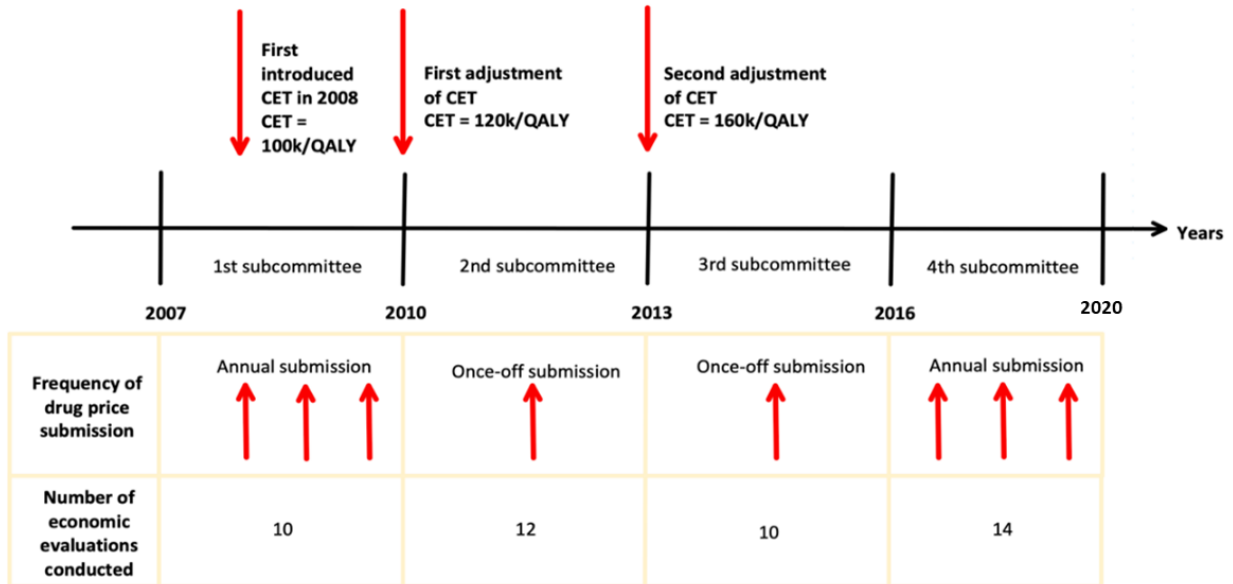 First
introduced
CET in 2008
CET =
100k/QALY
First adjustment
of CET
CET = 120k/QALY
Second adjustment
of CET
CET = 160k/QALY
Years
1st subcommittee
2nd subcommittee
3rd subcommittee
4th subcommittee
2007
2010
2013
2016
2020
Frequency of
drug price
submission
Annual submission
Once-off submission
Once-off submission
Annual submission
Number of
economic
evaluations
conducted
10
12
10
14